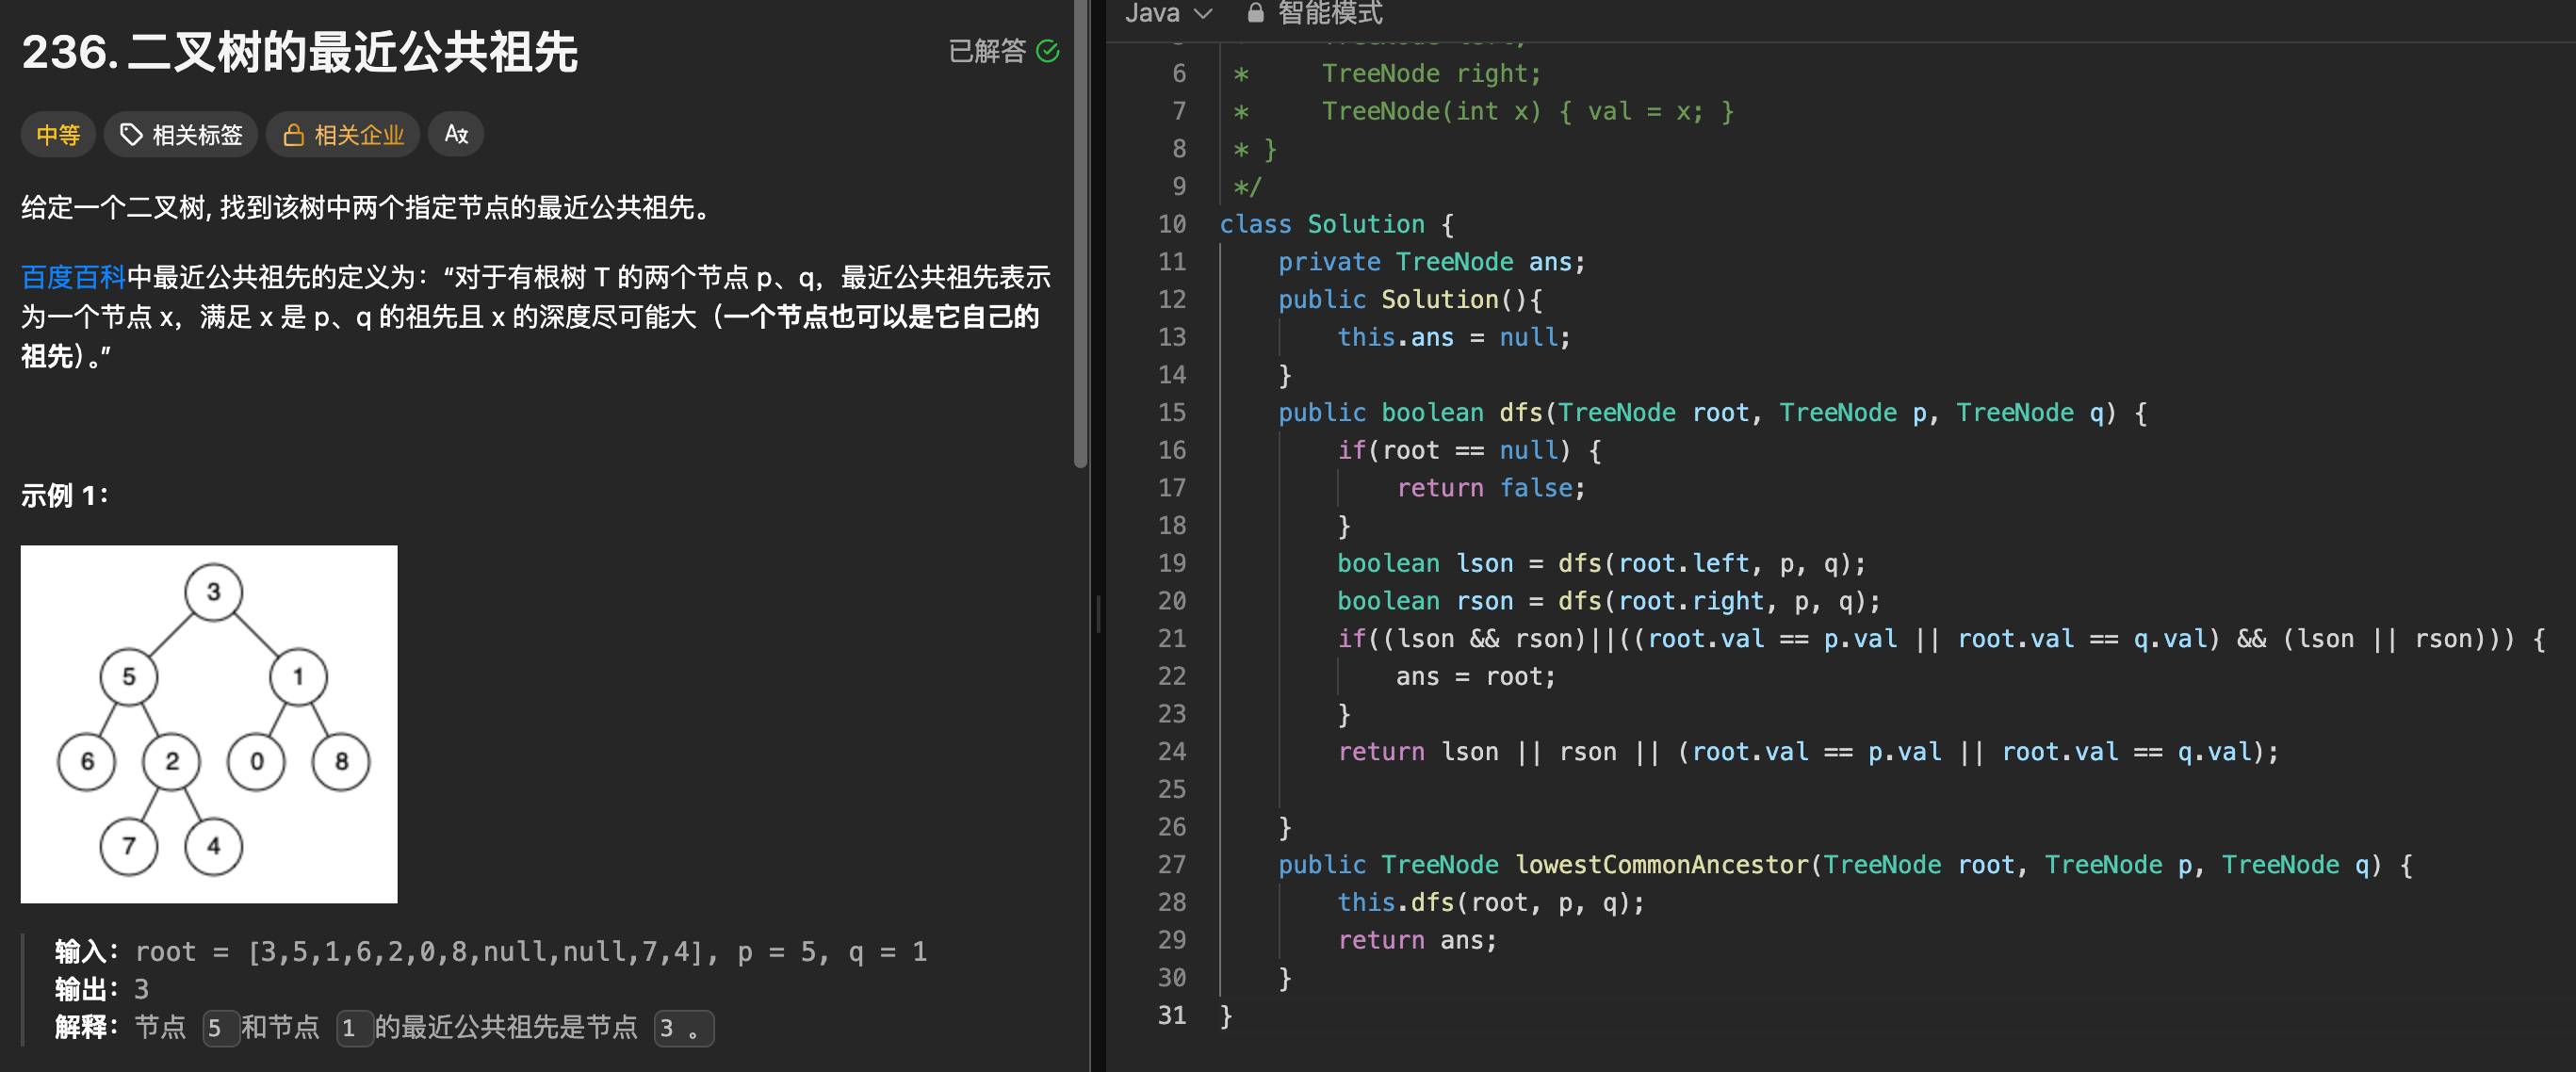 236. 二叉树的最近公共祖先
已解答
中等
相关标签
相关企业
给定一个二叉树, 找到该树中两个指定节点的最近公共祖先。
百度百科中最近公共祖先的定义为：“对于有根树 T 的两个节点 p、q，最近公共祖先表示
为一个节点 x，满足 x 是 p、q 的祖先且 x 的深度尽可能大（一个节点也可以是它自己的
祖先）。”
示例 1：
3
5
1
6
2
0
8
7
4
输入：root = [3,5,1,6,2,0,8,null,null,7,4], p = 5, q = 1
输出：3
解释：节点 5 和节点 1 的最近公共祖先是节点 3 。
Java
智能模式
6 *     TreeNode right;
7 *     TreeNode(int x) { val = x; }
8 * }
9 */
10 class Solution {
11     private TreeNode ans;
12     public Solution(){
13         this.ans = null;
14     }
15     public boolean dfs(TreeNode root, TreeNode p, TreeNode q) {
16         if(root == null) {
17             return false;
18         }
19         boolean lson = dfs(root.left, p, q);
20         boolean rson = dfs(root.right, p, q);
21         if((lson && rson)||((root.val == p.val || root.val == q.val) && (lson || rson))) {
22             ans = root;
23         }
24         return lson || rson || (root.val == p.val || root.val == q.val);
25
26     }
27     public TreeNode lowestCommonAncestor(TreeNode root, TreeNode p, TreeNode q) {
28         this.dfs(root, p, q);
29         return ans;
30     }
31 }